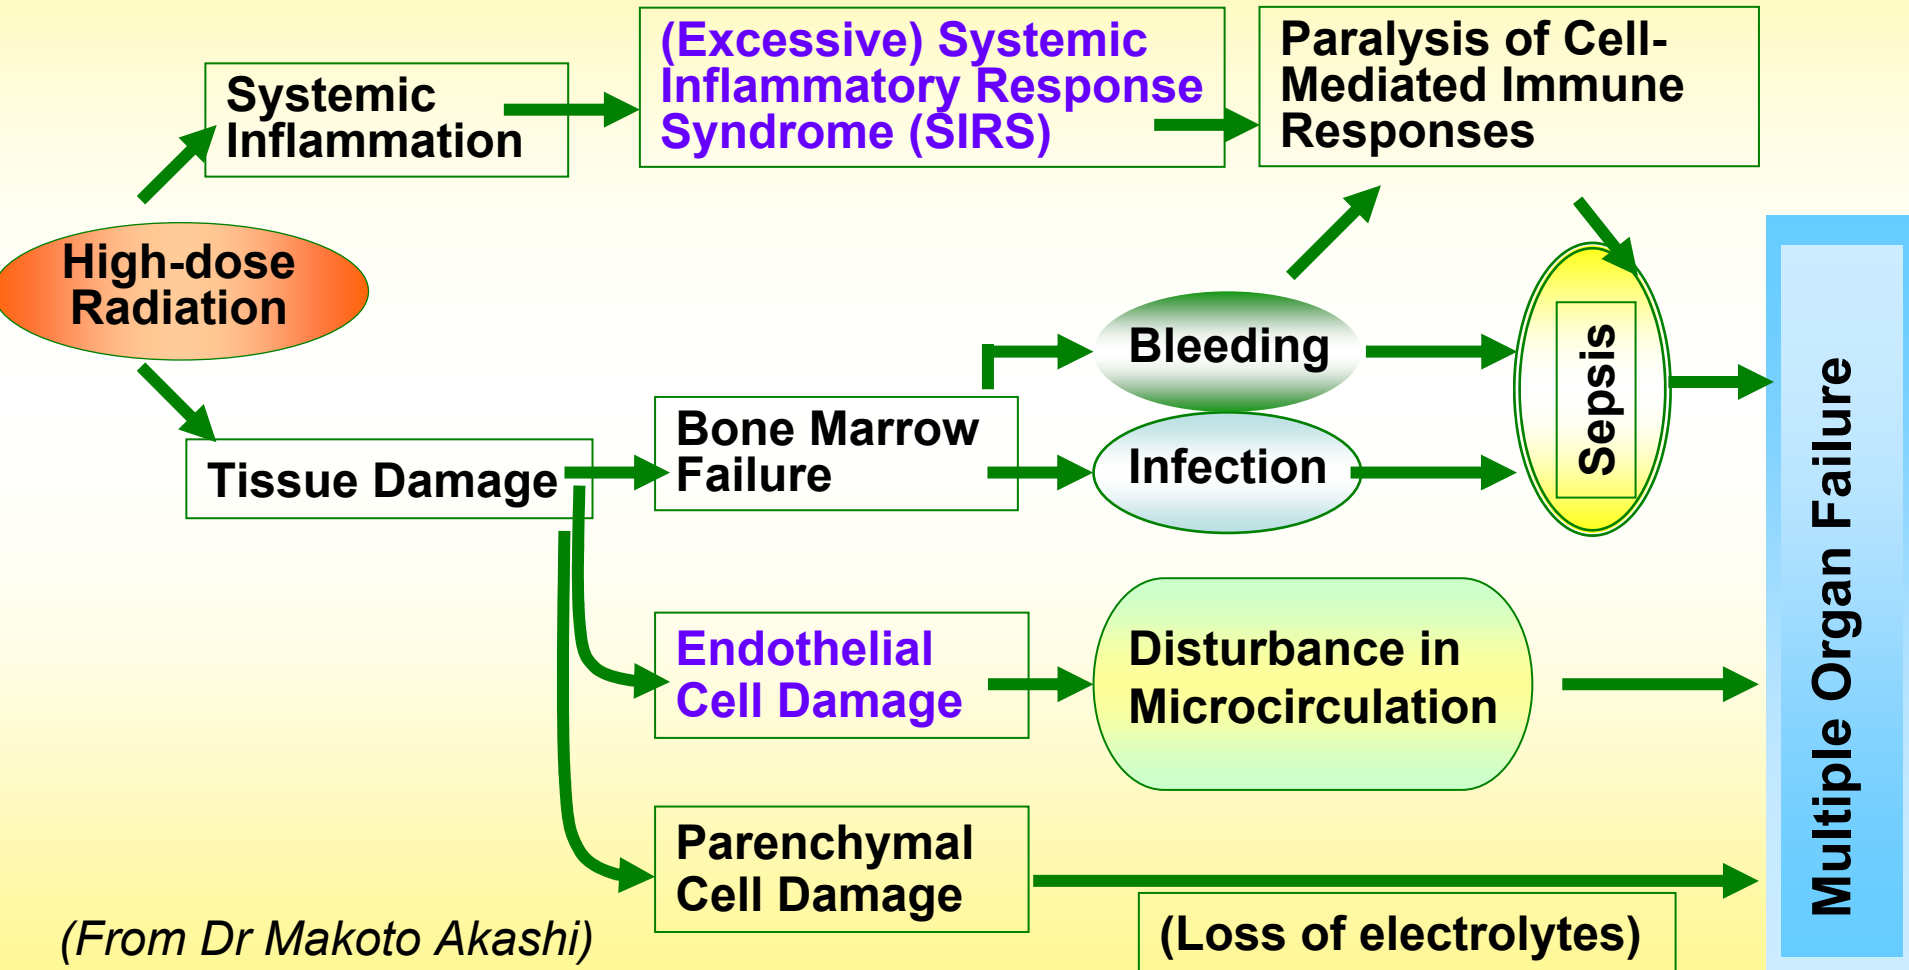 (Excessive) Systemic
Inflammatory Response
Syndrome (SIRS)
Paralysis of Cell-
Mediated Immune
Responses
Systemic
Inflammation
High-dose
Radiation
Bleeding
Sepsis
Multiple Organ Failure
Bone Marrow
Failure
Infection
Tissue Damage
Endothelial
Cell Damage
Disturbance in
Microcirculation
Parenchymal
Cell Damage
(Loss of electrolytes)
(From Dr Makoto Akashi)